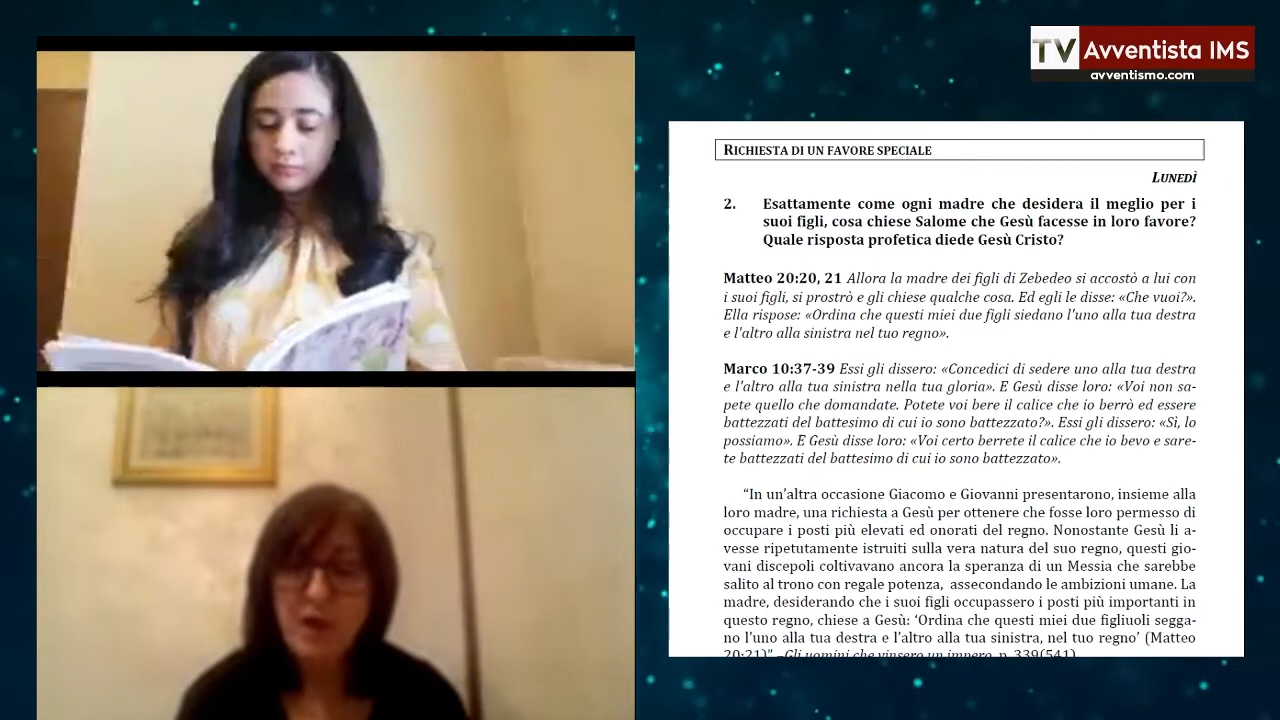 TV Avventista IMS
avventismo.com
RICHIESTA DI UN FAVORE SPECIALE
LUNEDÌ
2. Esattamente come ogni madre che desidera il meglio per i
suoi figli, cosa chiese Salome che Gesù facesse in loro favore?
Quale risposta profetica diede Gesù Cristo?
Matteo 20:20, 21 Allora la madre dei figli di Zebedeo si accostò a lui con
i suoi figli, si prostrò e gli chiese qualche cosa. Ed egli le disse: «Che vuoi?».
Ella rispose: «Ordina che questi miei due figli siedano l'uno alla tua destra
e l'altro alla sinistra nel tuo regno».
Marco 10:37-39 Essi gli dissero: «Concedici di sedere uno alla tua destra
e l'altro alla tua sinistra nella tua gloria». E Gesù disse loro: «Voi non sa-
pete quello che domandate. Potete voi bere il calice che io berrò ed essere
battezzati del battesimo di cui io sono battezzato?». Essi gli dissero: «Sì, lo
possiamo». E Gesù disse loro: «Voi certo berrete il calice che io bevo e sare-
te battezzati del battesimo di cui io sono battezzato».
“In un’altra occasione Giacomo e Giovanni presentarono, insieme alla
loro madre, una richiesta a Gesù per ottenere che fosse loro permesso di
occupare i posti più elevati ed onorati del regno. Nonostante Gesù li a-
vesse ripetutamente istruiti sulla vera natura del suo regno, questi gio-
vani discepoli coltivavano ancora la speranza di un Messia che sarebbe
salito al trono con regale potenza, assecondando le ambizioni umane. La
madre, desiderando che i suoi figli occupassero i posti più importanti in
questo regno, chiese a Gesù: ‘Ordina che questi miei due figliuoli segga-
no l’uno alla tua destra e l’altro alla tua sinistra, nel tuo regno’ (Matteo
20:21)”. –Gli uomini che vinsero un impero, p. 339(541).